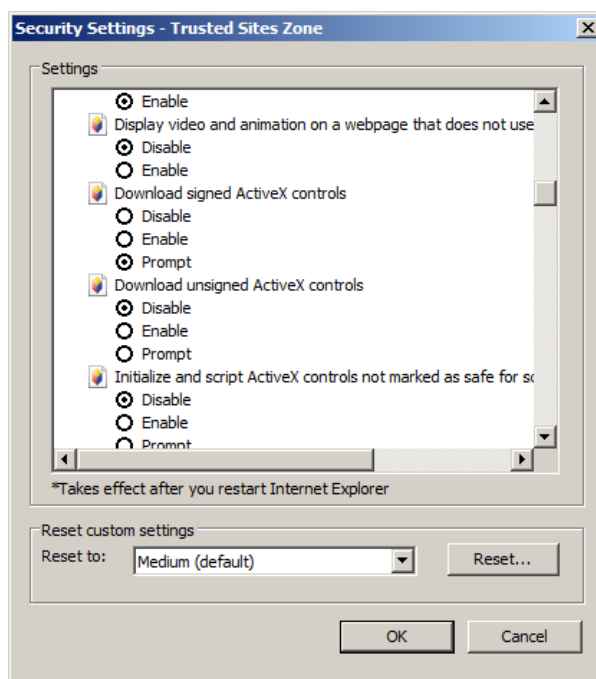 Security Settings - Trusted Sites Zone
Settings
Enable
Display video and animation on a webpage that does not use
Disable
Enable
Download signed ActiveX controls
Disable
Enable
Prompt
Download unsigned ActiveX controls
Disable
Enable
Prompt
Initialize and script ActiveX controls not marked as safe for sc
Disable
Enable
Prompt
*Takes effect after you restart Internet Explorer
Reset custom settings
Reset to:
Medium (default)
Reset...
OK
Cancel